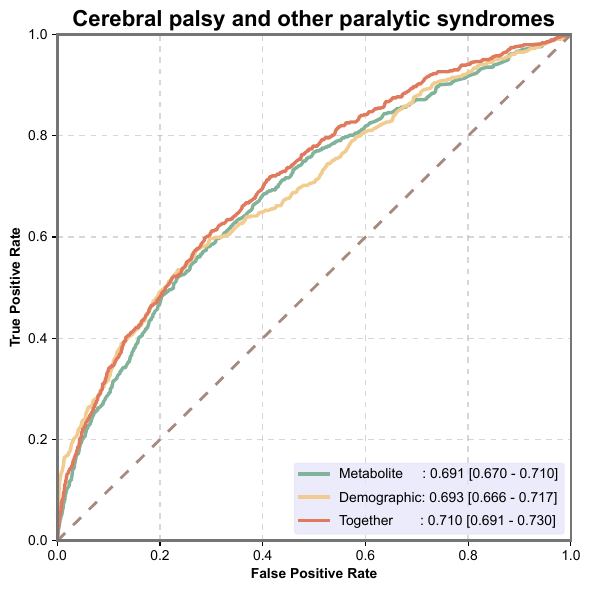 Cerebral palsy and other paralytic syndromes
1.0
0.8
0.6
0.4
0.2
0.0
True Positive Rate
Metabolite : 0.691 [0.670 - 0.710]
Demographic: 0.693 [0.666 - 0.717]
Together : 0.710 [0.691 - 0.730]
0.0 0.2 0.4 0.6 0.8 1.0
False Positive Rate